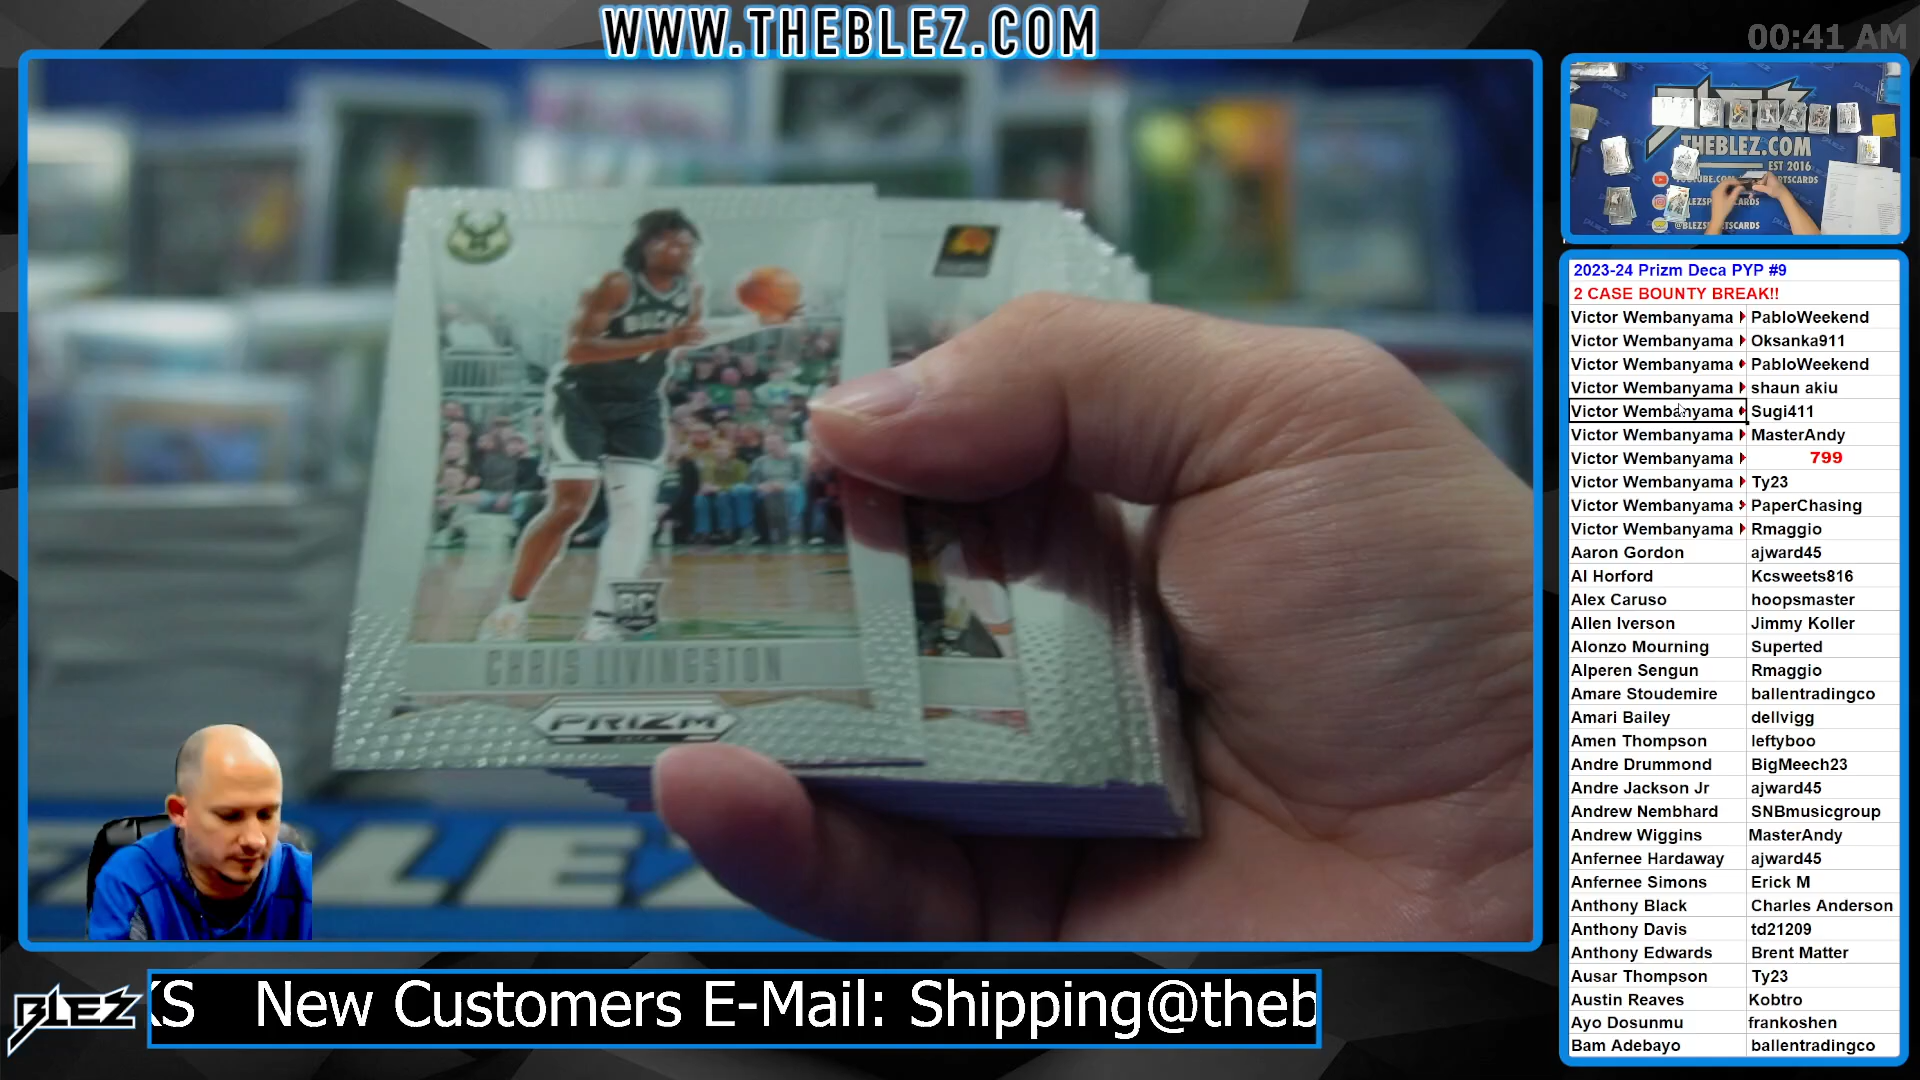 WWW.THEBLEZ.COM
00:41 AM
THEBLEZ.COM
EST 2016
@BLEZSPORTSCARDS
CHRIS LIVINGSTON
PRIZM
RC
2023-24 Prizm Deca PYP #9
2 CASE BOUNTY BREAK!!
Victor Wembanyama PabloWeekend
Victor Wembanyama Oksanka911
Victor Wembanyama PabloWeekend
Victor Wembanyama shaun akiu
Victor Wembanyama Sugi411
Victor Wembanyama MasterAndy
Victor Wembanyama 799
Victor Wembanyama Ty23
Victor Wembanyama PaperChasing
Victor Wembanyama Rmaggio
Aaron Gordon ajward45
Al Horford Kcsweets816
Alex Caruso hoopsmaster
Allen Iverson Jimmy Koller
Alonzo Mourning Superted
Alperen Sengun Rmaggio
Amare Stoudemire ballentradingco
Amari Bailey dellvigg
Amen Thompson leftyboo
Andre Drummond BigMeech23
Andre Jackson Jr ajward45
Andrew Nembhard SNBmusicgroup
Andrew Wiggins MasterAndy
Anfernee Hardaway ajward45
Anfernee Simons Erick M
Anthony Black Charles Anderson
Anthony Davis td21209
Anthony Edwards Brent Matter
Ausar Thompson Ty23
Austin Reaves Kobtro
Ayo Dosunmu frankoshen
Bam Adebayo ballentradingco
BLEZ
KS New Customers E-Mail: Shipping@theb